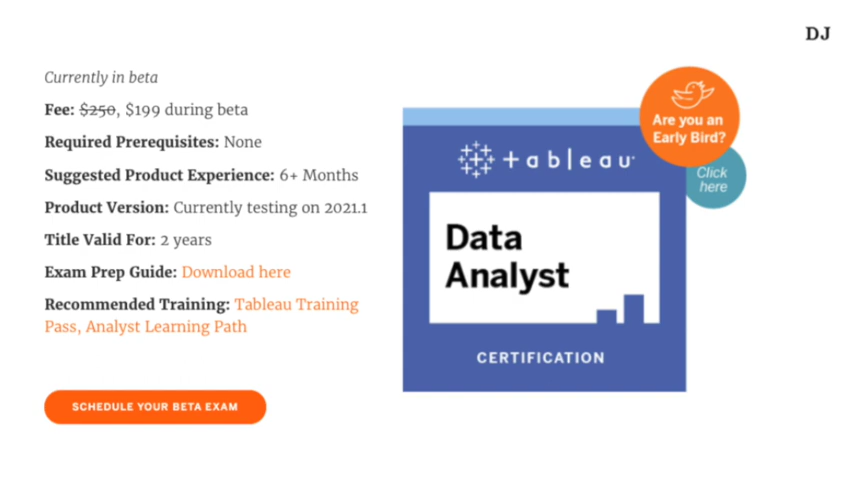 DJ
Currently in beta
Fee: $250, $199 during beta
Required Prerequisites: None
Suggested Product Experience: 6+ Months
Product Version: Currently testing on 2021.1
Title Valid For: 2 years
Exam Prep Guide: Download here
Recommended Training: Tableau Training
Pass, Analyst Learning Path
SCHEDULE YOUR BETA EXAM
Are you an
Early Bird?
Click
here
+ableau
Data
Analyst
CERTIFICATION